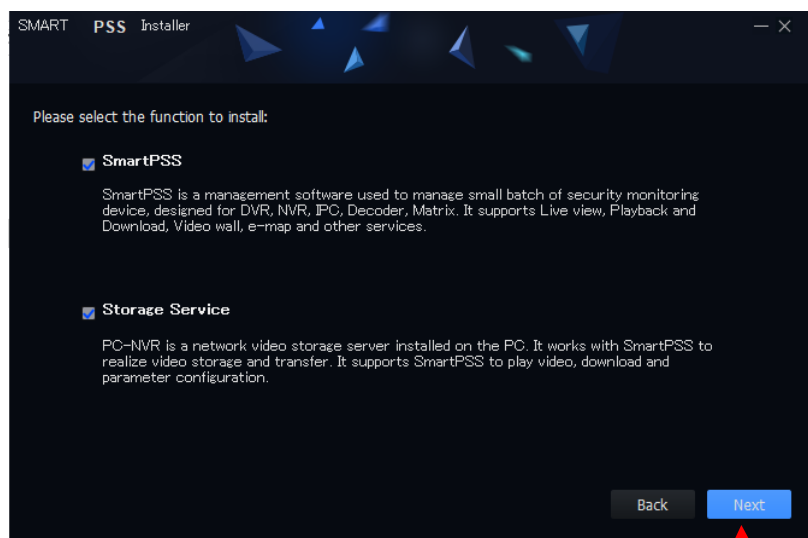 SMART PSS Installer
Please select the function to install:
SmartPSS
SmartPSS is a management software used to manage small batch of security monitoring
device, designed for DVR, NVR, IPC, Decoder, Matrix. It supports Live view, Playback and
Download, Video wall, e-map and other services.
Storage Service
PC-NVR is a network video storage server installed on the PC. It works with SmartPSS to
realize video storage and transfer. It supports SmartPSS to play video, download and
parameter configuration.
Back Next